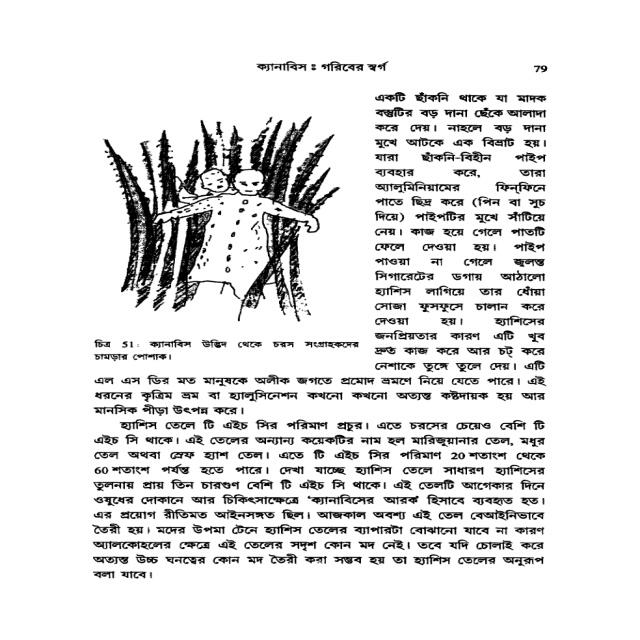 ক্যানাবিস ঃ গরিবের স্বর্গ 79
একটি ছাঁকনি থাকে যা মাদক
বস্তুটির বড় দানা ছেঁকে আলাদা
করে দেয়। নাহলে বড় দানা
মুখে আটকে এক বিভ্রাট হয়।
যারা ছাঁকনি-বিহীন পাইপ
ব্যবহার করে, তারা
অ্যালুমিনিয়ামের ফিন্‌ফিনে
পাতে ছিদ্র করে (পিন বা সূচ
দিয়ে) পাইপটির মুখে সাঁটিয়ে
নেয়। কাজ হয়ে গেলে পাতটি
ফেলে দেওয়া হয়। পাইপ
পাওয়া না গেলে জ্বলন্ত
সিগারেটের ডগায় আঠালো
হ্যাশিস লাগিয়ে তার ধোঁয়া
সোজা ফুসফুসে চালান করে
দেওয়া হয়। হ্যাশিসের
জনপ্রিয়তার কারণ এটি খুব
দ্রুত কাজ করে আর চট্ করে
নেশাকে তুঙ্গে তুলে দেয়। এটি
চিত্র 51: ক্যানাবিস উদ্ভিদ থেকে চরস সংগ্রাহকদের
চামড়ার পোশাক।
এল এস ডির মত মানুষকে অলীক জগতে প্রমোদ ভ্রমণে নিয়ে যেতে পারে। এই
ধরনের কৃত্রিম ভ্রম বা হ্যালুসিনেশন কখনো কখনো অত্যন্ত কষ্টদায়ক হয় আর
মানসিক পীড়া উৎপন্ন করে।
হ্যাশিস তেলে টি এইচ সির পরিমাণ প্রচুর। এতে চরসের চেয়েও বেশি টি
এইচ সি থাকে। এই তেলের অন্যান্য কয়েকটির নাম হল মারিজুয়ানার তেল, মধুর
তেল অথবা স্রেফ হ্যাশ তেল। এতে টি এইচ সির পরিমাণ 20 শতাংশ থেকে
60 শতাংশ পর্যন্ত হতে পারে। দেখা যাচ্ছে হ্যাশিস তেলে সাধারণ হ্যাশিসের
তুলনায় প্রায় তিন চারগুণ বেশি টি এইচ সি থাকে। এই তেলটি আগেকার দিনে
ওষুধের দোকানে আর চিকিৎসাক্ষেত্রে ‘ক্যানাবিসের আরক’ হিসাবে ব্যবহৃত হত।
এর প্রয়োগ রীতিমত আইনসঙ্গত ছিল। আজকাল অবশ্য এই তেল বেআইনিভাবে
তৈরী হয়। মদের উপমা টেনে হ্যাশিস তেলের ব্যাপারটা বোঝানো যাবে না কারণ
অ্যালকোহলের ক্ষেত্রে এই তেলের সদৃশ কোন মদ নেই। তবে যদি চোলাই করে
অত্যন্ত উচ্চ ঘনত্বের কোন মদ তৈরী করা সম্ভব হয় তা হ্যাশিস তেলের অনুরূপ
বলা যাবে।